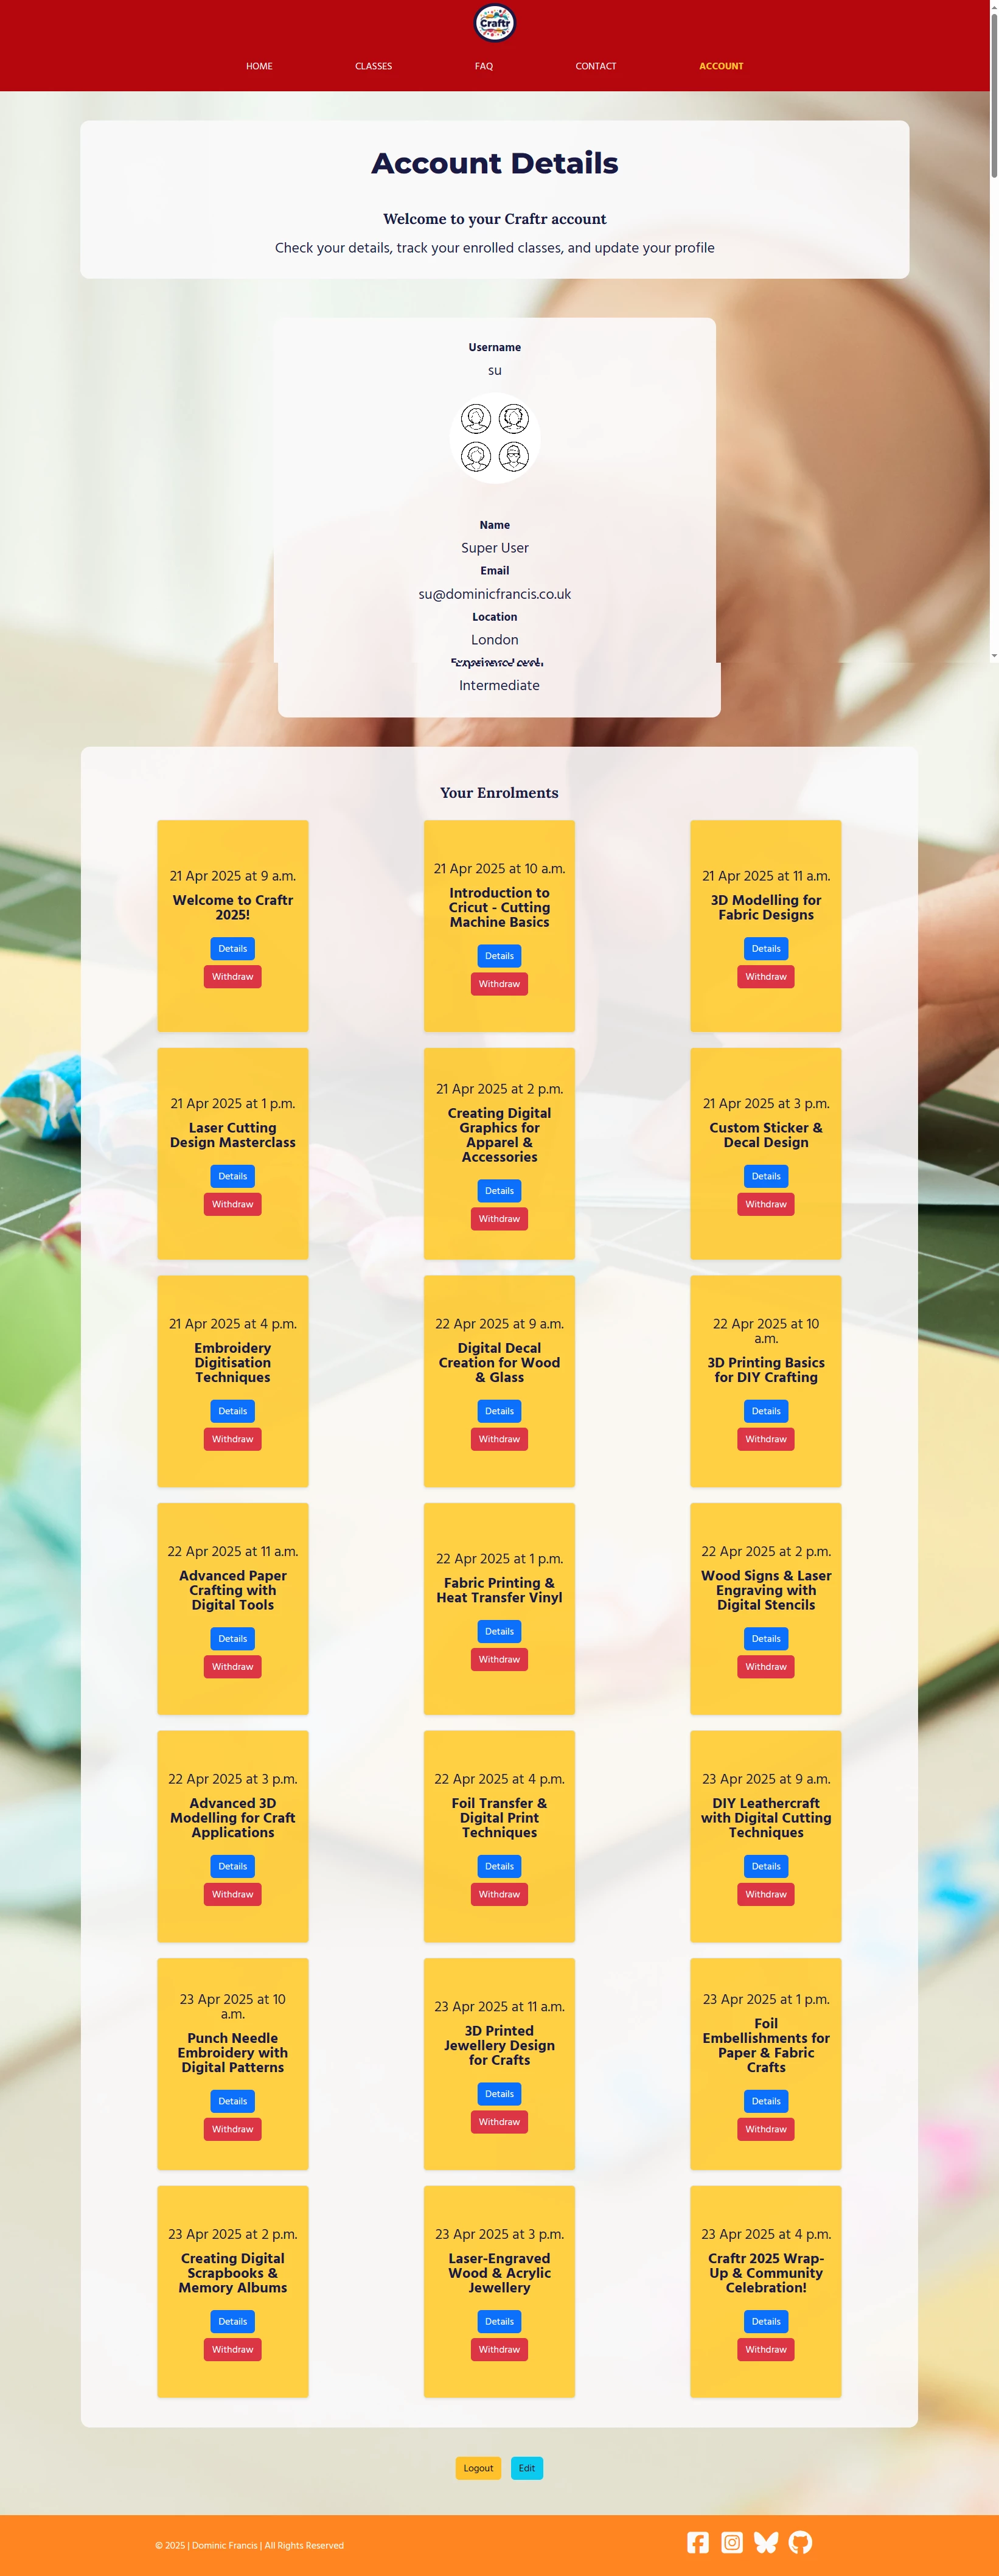 Craftr
HOME CLASSES FAQ CONTACT ACCOUNT
Account Details
Welcome to your Craftr account
Check your details, track your enrolled classes, and update your profile
Username
su
Name
Super User
Email
su@dominicfrancis.co.uk
Location
London
Intermediate
Your Enrolments
21 Apr 2025 at 9 a.m.
Welcome to Craftr
2025!
Details
Withdraw
21 Apr 2025 at 10 a.m.
Introduction to
Cricut - Cutting
Machine Basics
Details
Withdraw
21 Apr 2025 at 11 a.m.
3D Modelling for
Fabric Designs
Details
Withdraw
21 Apr 2025 at 1 p.m.
Laser Cutting
Design Masterclass
Details
Withdraw
21 Apr 2025 at 2 p.m.
Creating Digital
Graphics for
Apparel &
Accessories
Details
Withdraw
21 Apr 2025 at 3 p.m.
Custom Sticker &
Decal Design
Details
Withdraw
21 Apr 2025 at 4 p.m.
Embroidery
Digitisation
Techniques
Details
Withdraw
22 Apr 2025 at 9 a.m.
Digital Decal
Creation for Wood
& Glass
Details
Withdraw
22 Apr 2025 at 10
a.m.
3D Printing Basics
for DIY Crafting
Details
Withdraw
22 Apr 2025 at 11 a.m.
Advanced Paper
Crafting with
Digital Tools
Details
Withdraw
22 Apr 2025 at 1 p.m.
Fabric Printing &
Heat Transfer Vinyl
Details
Withdraw
22 Apr 2025 at 2 p.m.
Wood Signs & Laser
Engraving with
Digital Stencils
Details
Withdraw
22 Apr 2025 at 3 p.m.
Advanced 3D
Modelling for Craft
Applications
Details
Withdraw
22 Apr 2025 at 4 p.m.
Foil Transfer &
Digital Print
Techniques
Details
Withdraw
23 Apr 2025 at 9 a.m.
DIY Leathercraft
with Digital Cutting
Techniques
Details
Withdraw
23 Apr 2025 at 10
a.m.
Punch Needle
Embroidery with
Digital Patterns
Details
Withdraw
23 Apr 2025 at 11 a.m.
3D Printed
Jewellery Design
for Crafts
Details
Withdraw
23 Apr 2025 at 1 p.m.
Foil
Embellishments for
Paper & Fabric
Crafts
Details
Withdraw
23 Apr 2025 at 2 p.m.
Creating Digital
Scrapbooks &
Memory Albums
Details
Withdraw
23 Apr 2025 at 3 p.m.
Laser-Engraved
Wood & Acrylic
Jewellery
Details
Withdraw
23 Apr 2025 at 4 p.m.
Craftr 2025 Wrap-
Up & Community
Celebration!
Details
Withdraw
Logout Edit
© 2025 | Dominic Francis | All Rights Reserved